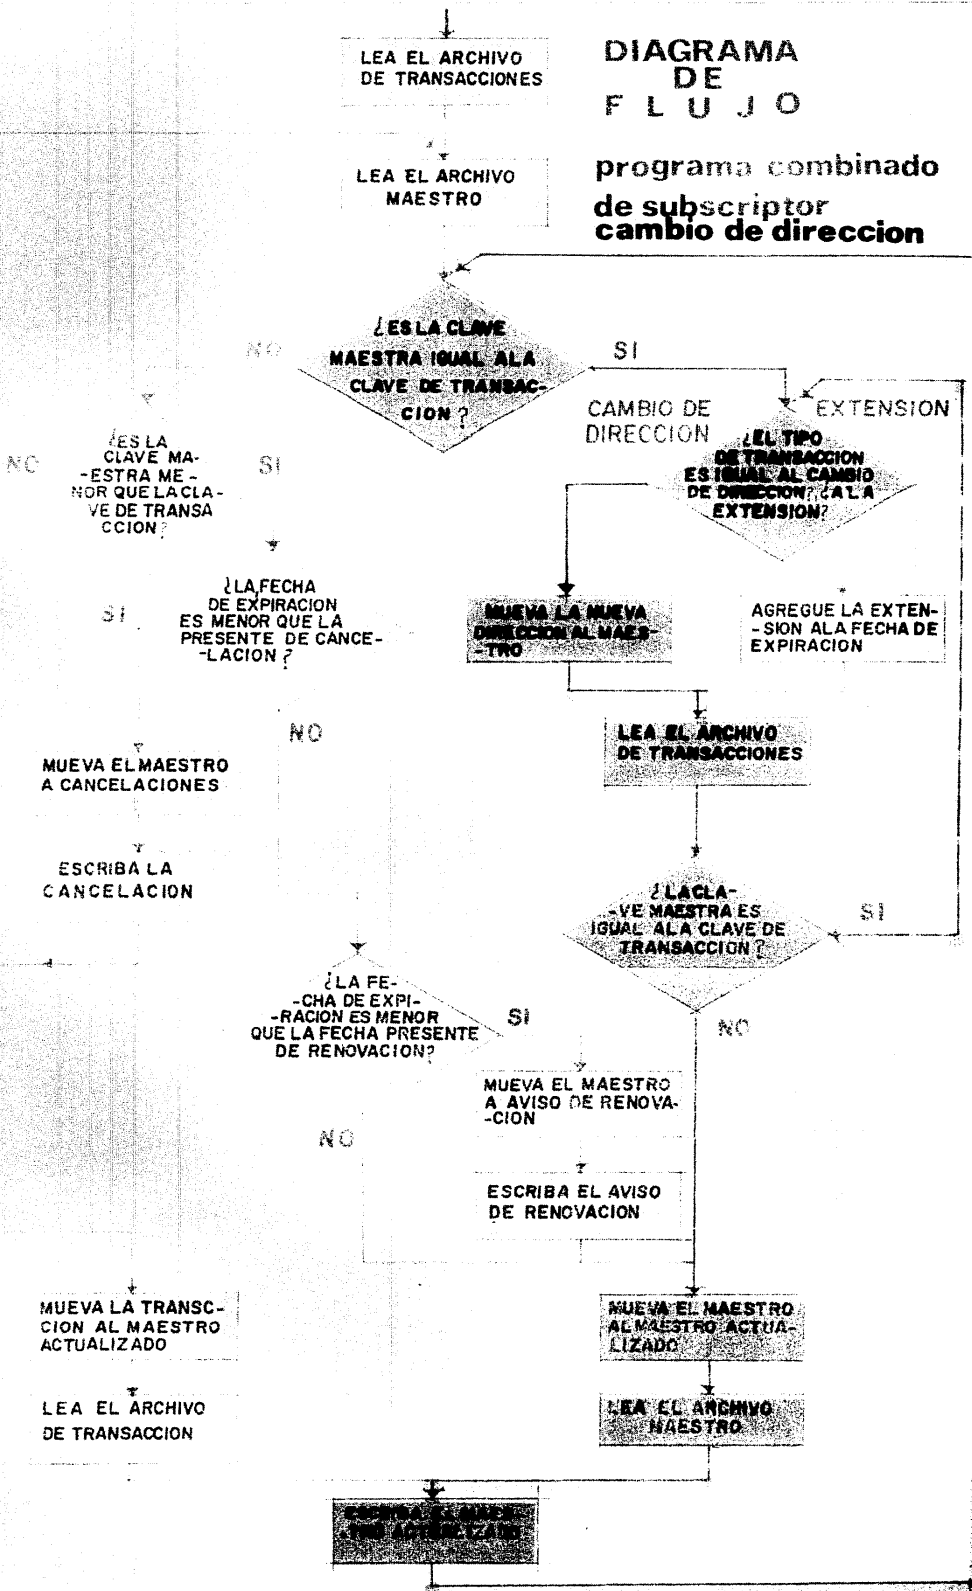 LEA EL ARCHIVO
DE TRANSACCIONES
DIAGRAMA
DE
FLUJO
LEA EL ARCHIVO
MAESTRO
programa combinado
de subscriptor
cambio de direccion
¿ES LA CLAVE
MAESTRA IGUAL ALA
CLAVE DE TRANSAC-
CION?
NO
SI
CAMBIO DE
DIRECCION
EXTENSION
¿EL TIPO
DE TRANSACCION
ES IGUAL AL CAMBIO
DE DIRECCION?, ¿A LA
EXTENSION?
NO
¿ES LA
CLAVE MA-
-ESTRA ME-
NOR QUE LA CLA-
VE DE TRANSA
CCION?
SI
SI
¿LA FECHA
DE EXPIRACION
ES MENOR QUE LA
PRESENTE DE CANCE-
-LACION?
MUEVA LA NUEVA
DIRECCION AL MAES-
-TRO
AGREGUE LA EXTEN-
-SION ALA FECHA DE
EXPIRACION
NO
LEA EL ARCHIVO
DE TRANSACCIONES
MUEVA EL MAESTRO
A CANCELACIONES
ESCRIBA LA
CANCELACION
¿LA CLA-
-VE MAESTRA ES
IGUAL ALA CLAVE DE
TRANSACCION?
SI
NO
¿LA FE-
-CHA DE EXPI-
-RACION ES MENOR
QUE LA FECHA PRESENTE
DE RENOVACION?
SI
NO
MUEVA EL MAESTRO
A AVISO DE RENOVA-
-CION
ESCRIBA EL AVISO
DE RENOVACION
MUEVA LA TRANSC-
CION AL MAESTRO
ACTUALIZADO
MUEVA EL MAESTRO
AL MAESTRO ACTUA-
LIZADO
LEA EL ARCHIVO
DE TRANSACCION
LEA EL ARCHIVO
MAESTRO
ESCRIBA EL MAES-
-TRO ACTUALIZADO